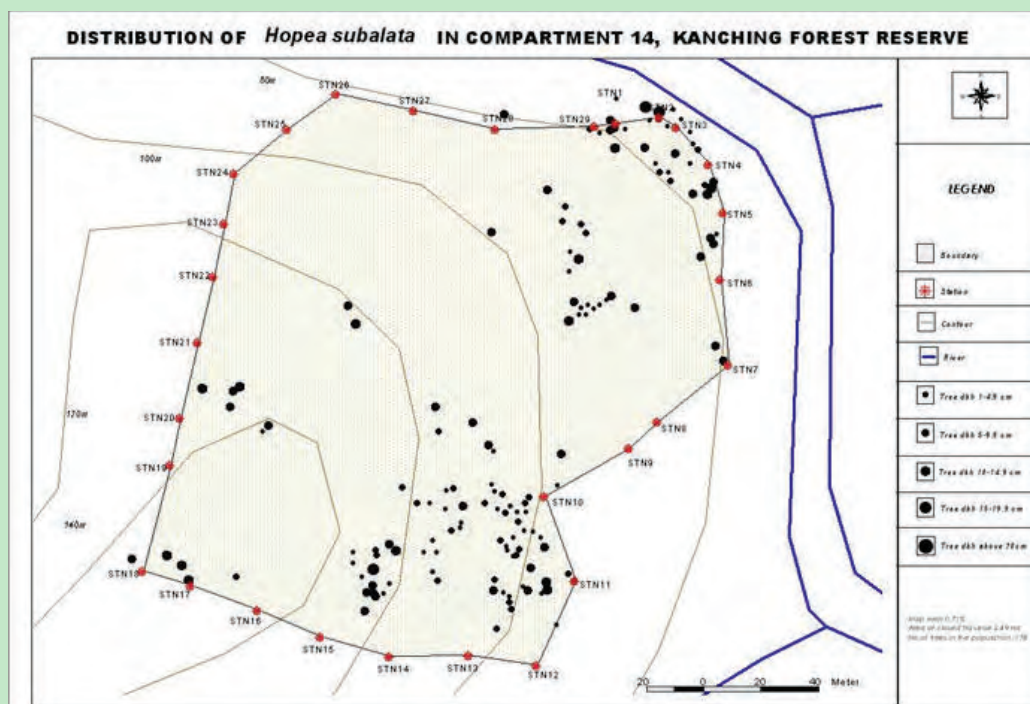 DISTRIBUTION OF Hopea subalata IN COMPARTMENT 14, KANCHING FOREST RESERVE
80m
STN26
STN27
STN1
STN2
STN25
STN28
STN29
STN3
100m
STN24
STN4
STN23
STN5
STN22
STN6
STN21
STN7
120m
STN20
STN8
STN19
STN9
STN10
140m
STN18
STN17
STN11
STN16
STN15
STN14
STN13
STN12
20 0 20 40 Meter
LEGEND
Boundary
Station
Contour
River
Tree dbh 1-4.9 cm
Tree dbh 5-9.9 cm
Tree dbh 10-14.9 cm
Tree dbh 15-19.9 cm
Tree dbh above 20cm